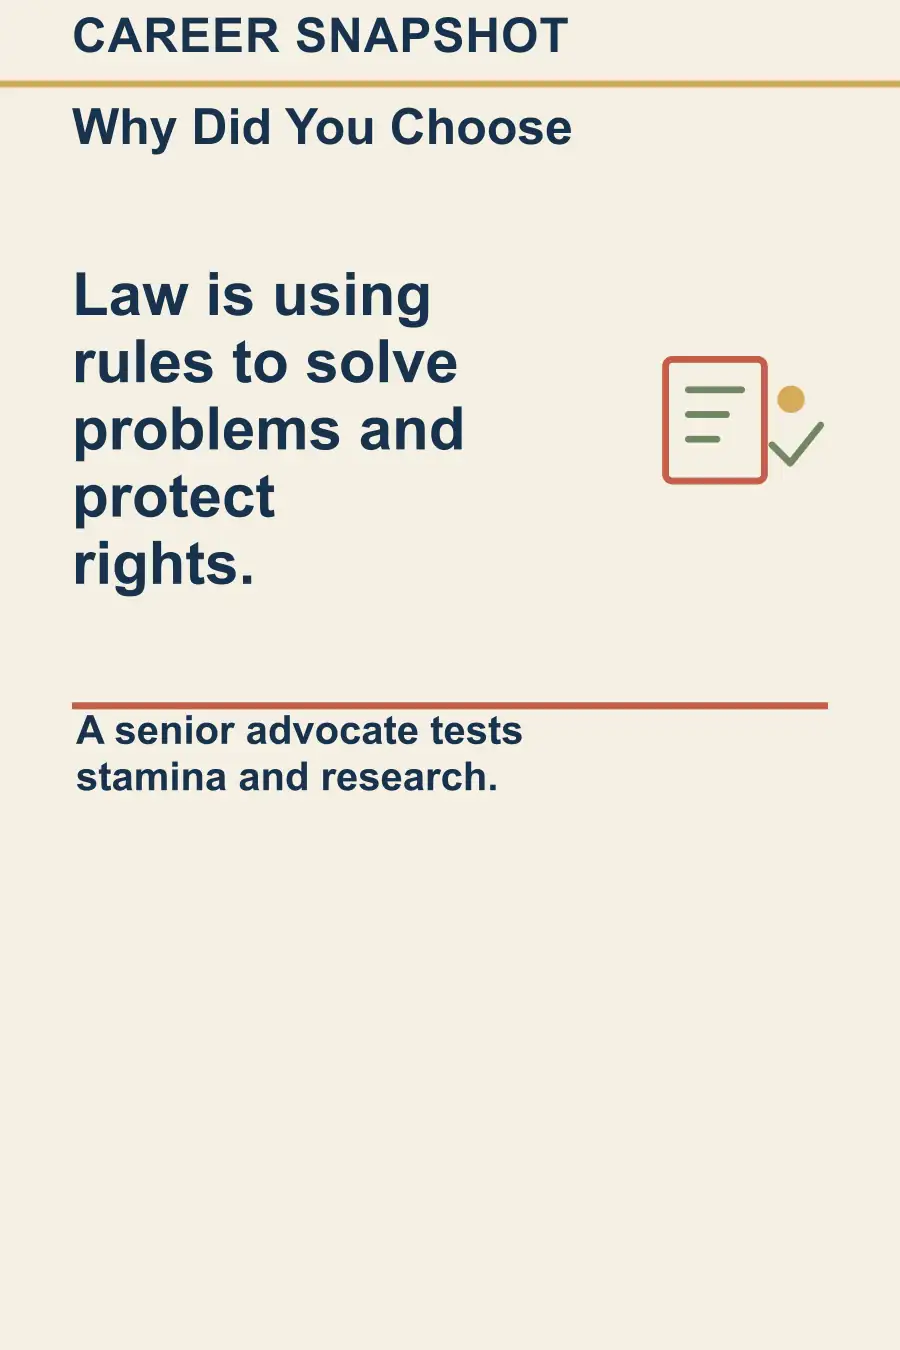 CAREER SNAPSHOT
Why Did You Choose
Law is using
rules to solve
problems and
protect
rights.
A senior advocate tests
stamina and research.